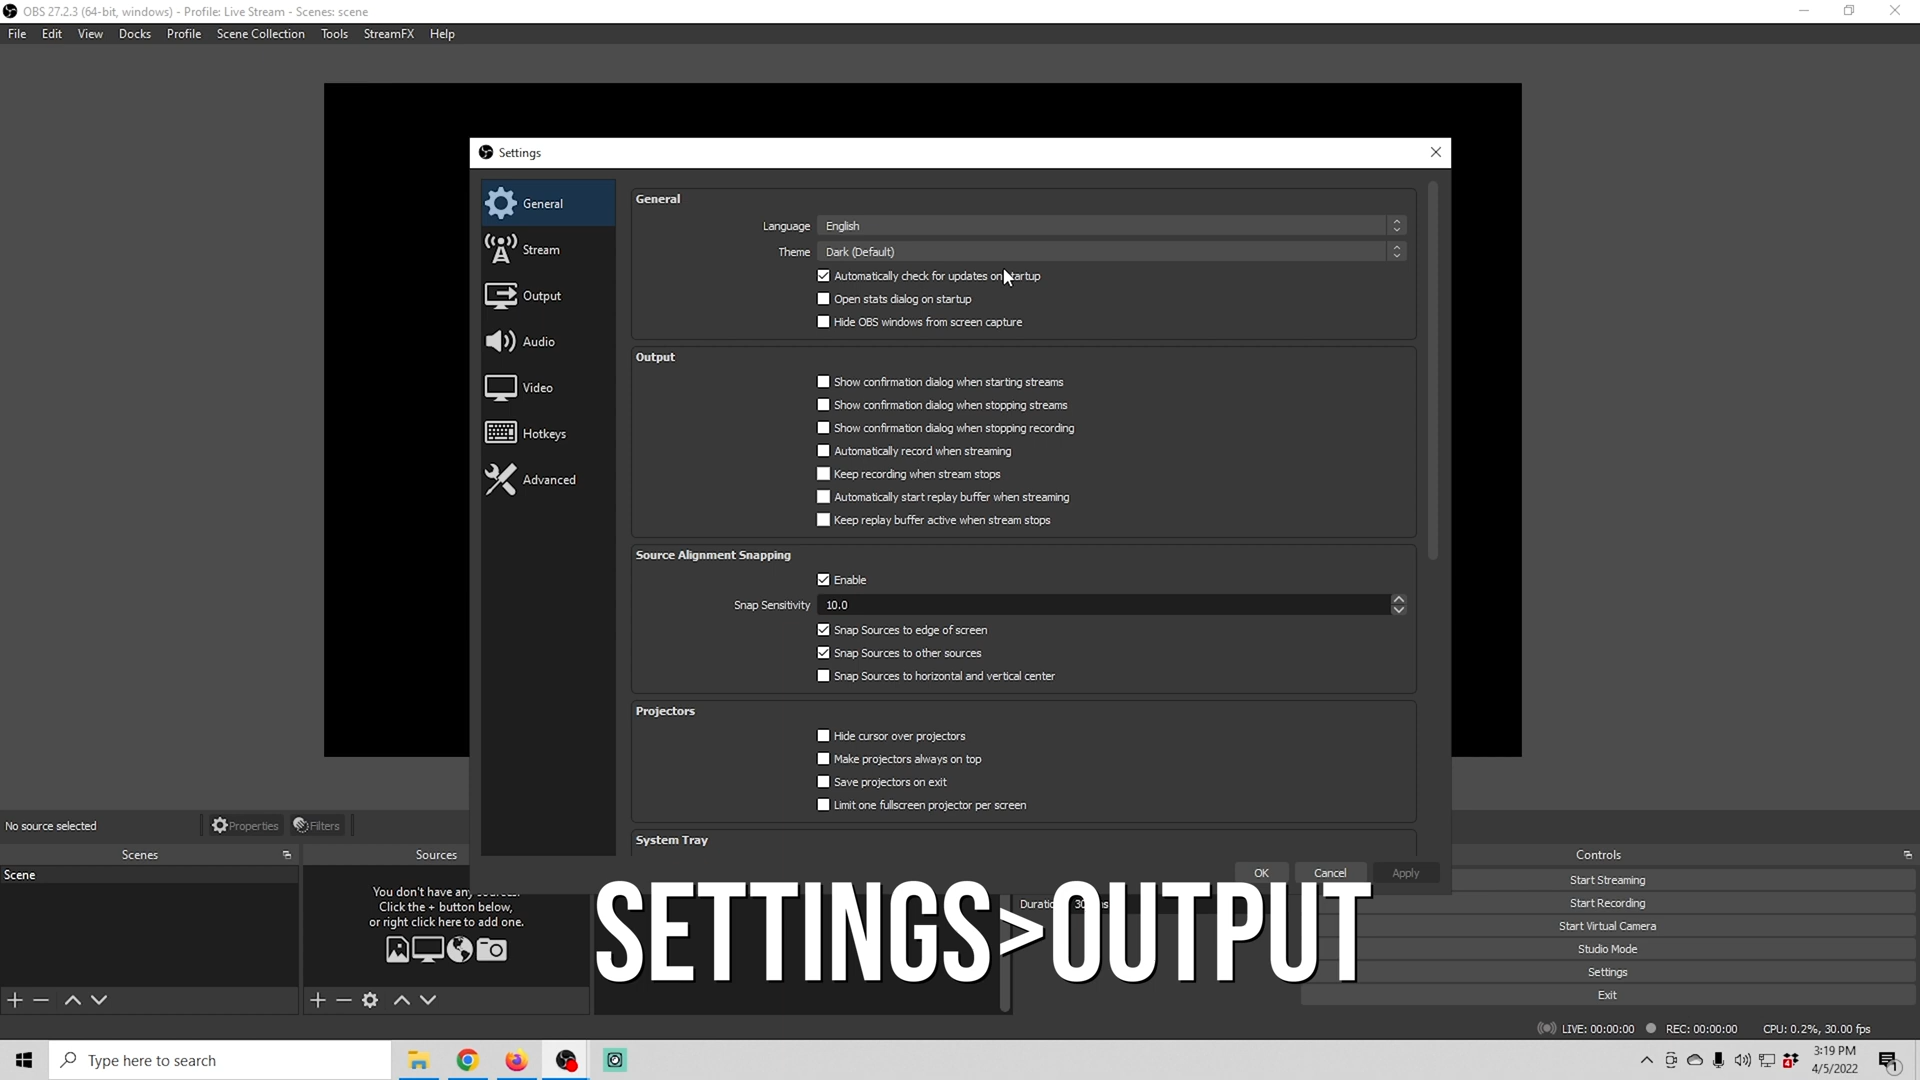 OBS 27.2.3 (64-bit, windows) - Profile: Live Stream - Scenes: scene
File Edit View Docks Profile Scene Collection Tools StreamFX Help
Settings
General
Stream
Output
Audio
Video
Hotkeys
Advanced
General
Language English
Theme Dark (Default)
Automatically check for updates on startup
Open stats dialog on startup
Hide OBS windows from screen capture
Output
Show confirmation dialog when starting streams
Show confirmation dialog when stopping streams
Show confirmation dialog when stopping recording
Automatically record when streaming
Keep recording when stream stops
Automatically start replay buffer when streaming
Keep replay buffer active when stream stops
Source Alignment Snapping
Enable
Snap Sensitivity 10.0
Snap Sources to edge of screen
Snap Sources to other sources
Snap Sources to horizontal and vertical center
Projectors
Hide cursor over projectors
Make projectors always on top
Save projectors on exit
Limit one fullscreen projector per screen
System Tray
OK Cancel Apply
No source selected Properties Filters
Scenes
Scene
Sources
You don't have any sources.
Click the + button below,
or right click here to add one.
SETTINGS>OUTPUT
Controls
Start Streaming
Start Recording
Start Virtual Camera
Studio Mode
Settings
Exit
LIVE: 00:00:00 REC: 00:00:00 CPU: 0.2%, 30.00 fps
Type here to search
3:19 PM
4/5/2022
1